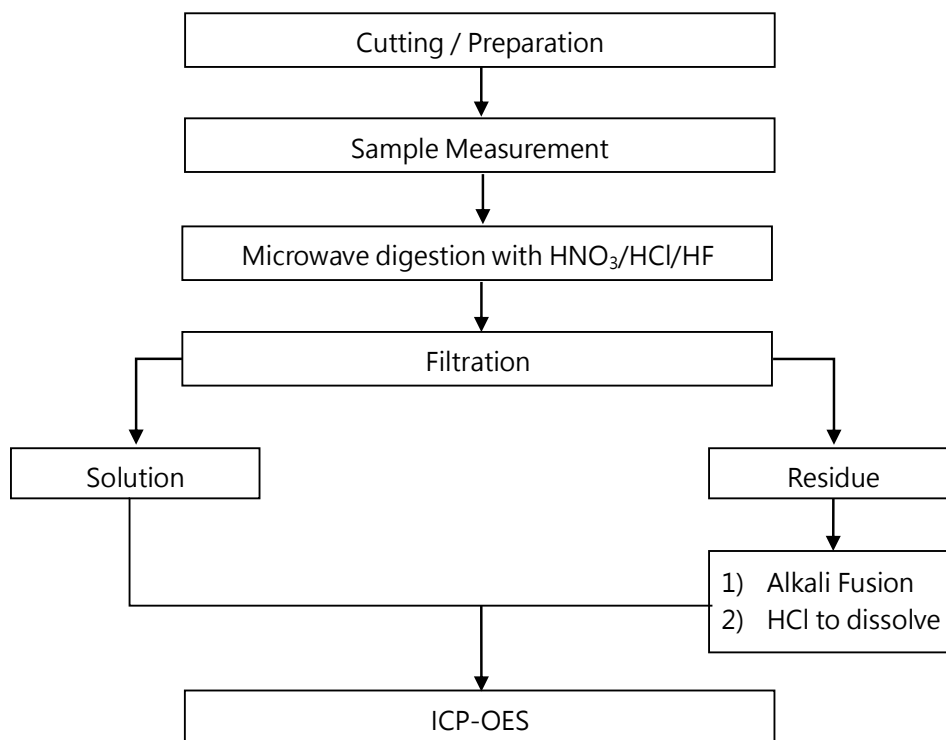 Cutting / Preparation
Sample Measurement
Microwave digestion with HNO₃/HCl/HF
Filtration
Solution
Residue
1) Alkali Fusion
2) HCl to dissolve
ICP-OES